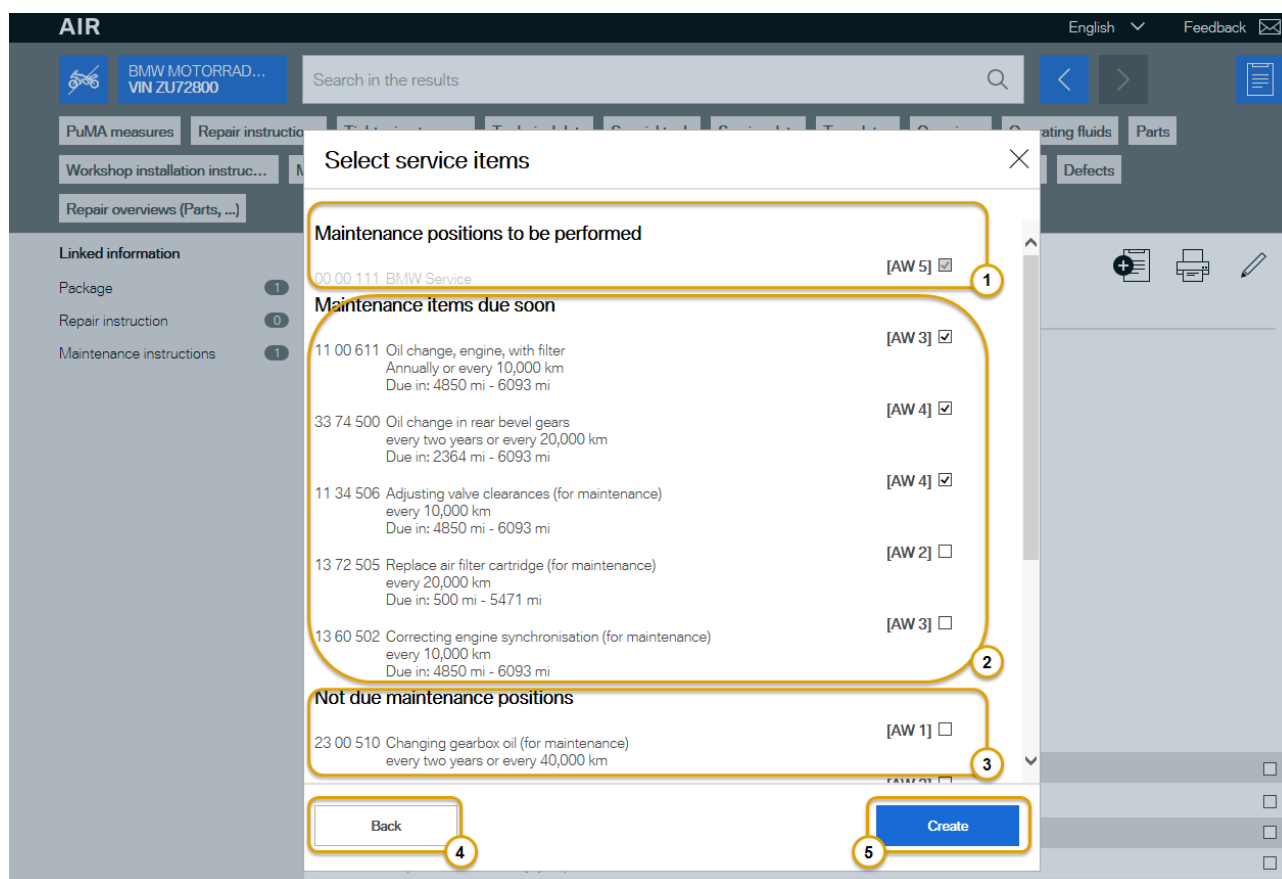 AIR
English
Feedback
BMW MOTORRAD...
VIN ZU72800
Search in the results
PuMA measures
Repair instructio
ating fluids
Parts
Workshop installation instruc...
Defects
Repair overviews (Parts, ...)
Linked information
Package 1
Repair instruction 0
Maintenance instructions 1
Select service items
Maintenance positions to be performed
[AW 5]
00 00 111 BMW Service
1
Maintenance items due soon
[AW 3]
11 00 611 Oil change, engine, with filter
Annually or every 10,000 km
Due in: 4850 mi - 6093 mi
[AW 4]
33 74 500 Oil change in rear bevel gears
every two years or every 20,000 km
Due in: 2364 mi - 6093 mi
[AW 4]
11 34 506 Adjusting valve clearances (for maintenance)
every 10,000 km
Due in: 4850 mi - 6093 mi
[AW 2]
13 72 505 Replace air filter cartridge (for maintenance)
every 20,000 km
Due in: 500 mi - 5471 mi
[AW 3]
13 60 502 Correcting engine synchronisation (for maintenance)
every 10,000 km
Due in: 4850 mi - 6093 mi
2
Not due maintenance positions
[AW 1]
23 00 510 Changing gearbox oil (for maintenance)
every two years or every 40,000 km
3
Back
4
Create
5